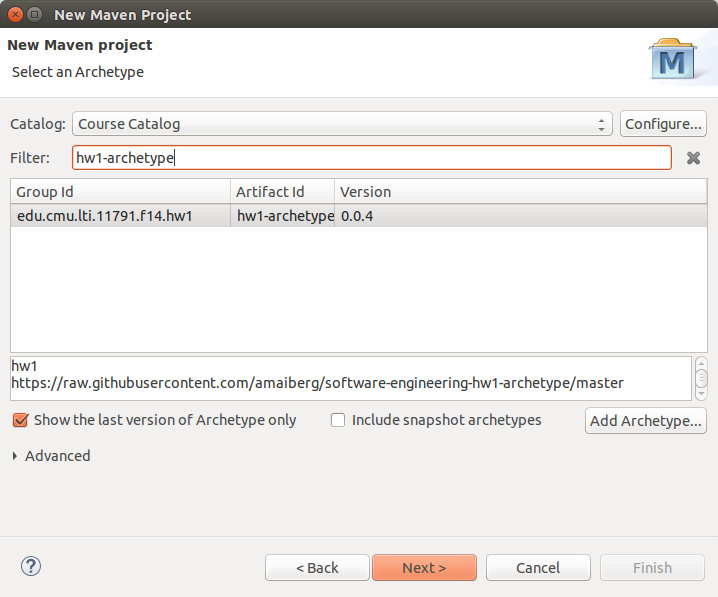 New Maven Project
New Maven project
Select an Archetype
M
Catalog: Course Catalog Configure...
Filter: hw1-archetype
Group Id Artifact Id Version
edu.cmu.lti.11791.f14.hw1 hw1-archetype 0.0.4
hw1
https://raw.githubusercontent.com/amaiberg/software-engineering-hw1-archetype/master
Show the last version of Archetype only Include snapshot archetypes Add Archetype...
Advanced
? < Back Next > Cancel Finish